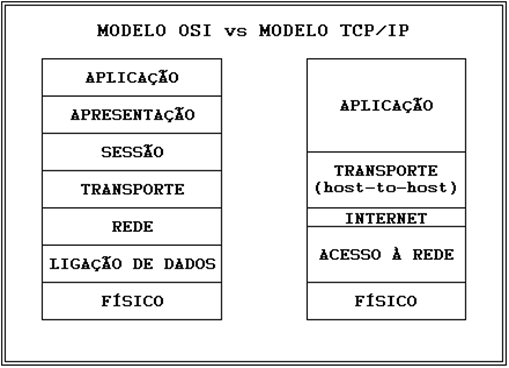 MODELO OSI vs MODELO TCP/IP
APLICAÇÃO
APRESENTAÇÃO
SESSÃO
TRANSPORTE
REDE
LIGAÇÃO DE DADOS
FÍSICO
APLICAÇÃO
TRANSPORTE
(host-to-host)
INTERNET
ACESSO À REDE
FÍSICO